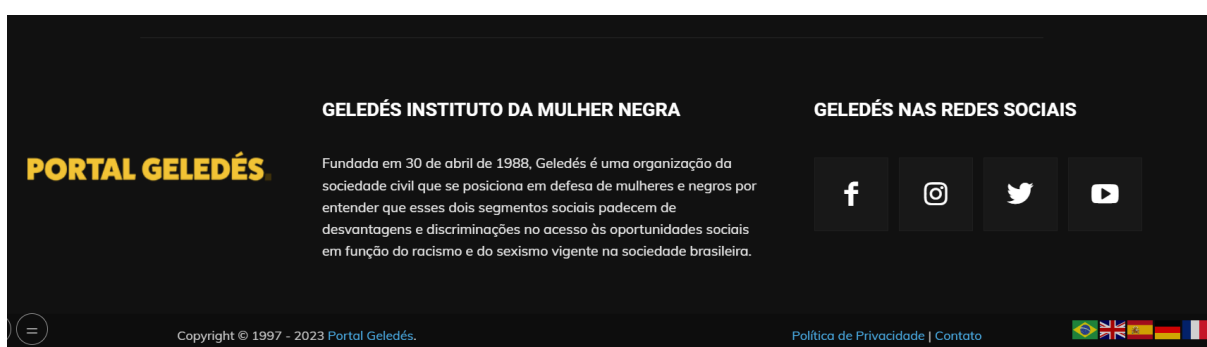 PORTAL GELEDÉS.
GELEDÉS INSTITUTO DA MULHER NEGRA
Fundada em 30 de abril de 1988, Geledés é uma organização da
sociedade civil que se posiciona em defesa de mulheres e negros por
entender que esses dois segmentos sociais padecem de
desvantagens e discriminações no acesso às oportunidades sociais
em função do racismo e do sexismo vigente na sociedade brasileira.
GELEDÉS NAS REDES SOCIAIS
Copyright © 1997 - 2023 Portal Geledés.
Política de Privacidade | Contato